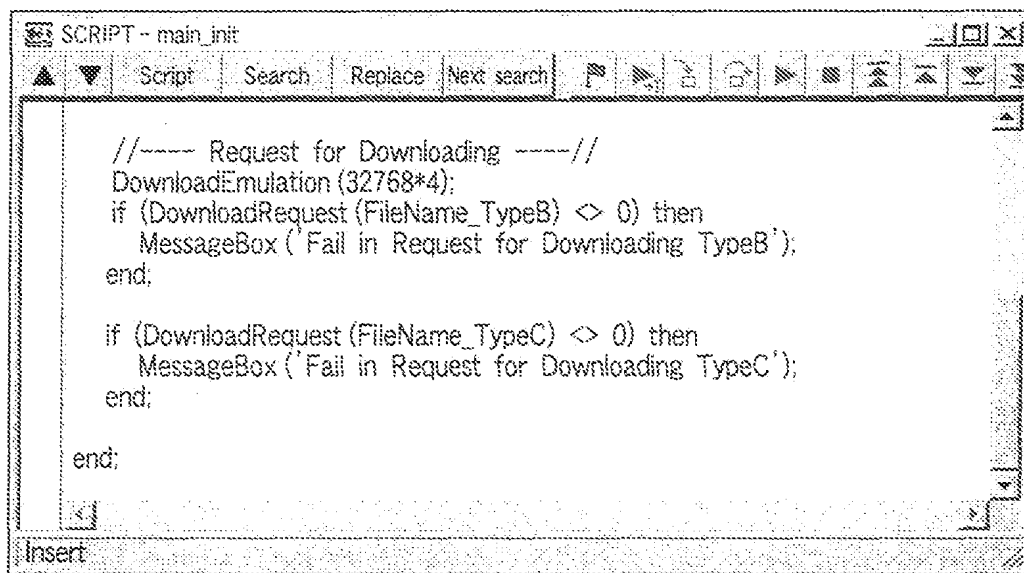 SCRIPT - main_init
Script Search Replace Next search
//---- Request for Downloading ----//
DownloadEmulation(32768*4);
if (DownloadRequest(FileName_TypeB) <> 0) then
MessageBox('Fail in Request for Downloading TypeB');
end;
if (DownloadRequest(FileName_TypeC) <> 0) then
MessageBox('Fail in Request for Downloading TypeC');
end;
end;
Insert